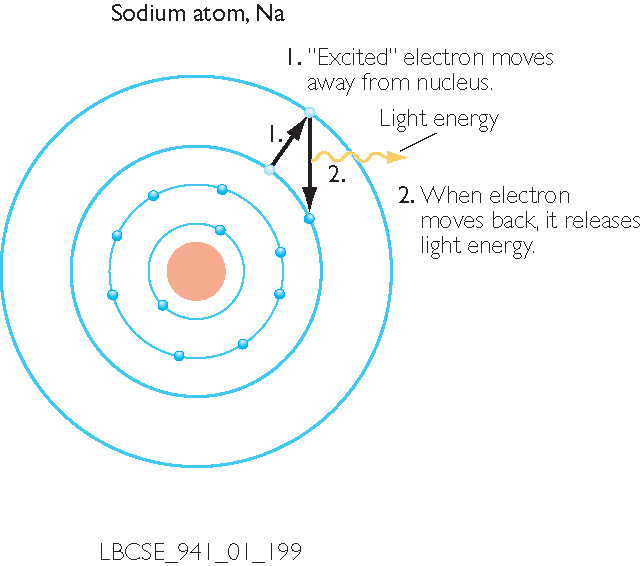 Sodium atom, Na
1. "Excited" electron moves
away from nucleus.
Light energy
1.
2.
2. When electron
moves back, it releases
light energy.
LBCSE_941_01_199